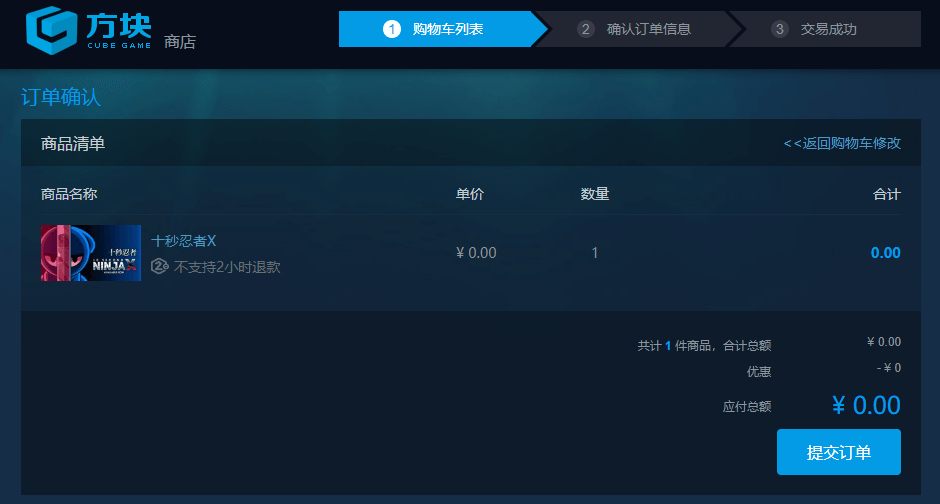 方块
CUBE GAME
商店
1 购物车列表
2 确认订单信息
3 交易成功
订单确认
商品清单
<<返回购物车修改
商品名称 单价 数量 合计
十秒忍者
NINJA X
十秒忍者X
不支持2小时退款
¥ 0.00 1 0.00
共计 1 件商品，合计总额 ¥ 0.00
优惠 - ¥ 0
应付总额 ¥ 0.00
提交订单